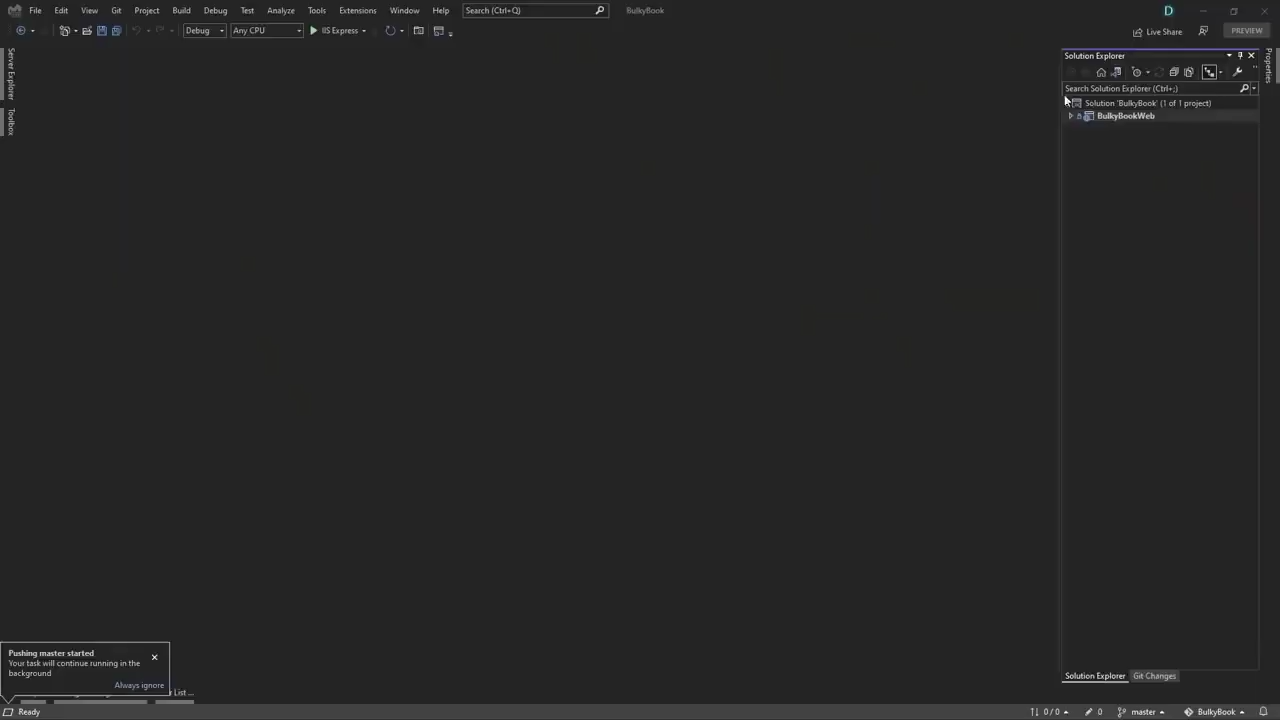 File Edit View Git Project Build Debug Test Analyze Tools Extensions Window Help Search (Ctrl+Q) BulkyBook D
Debug Any CPU IIS Express Live Share PREVIEW
Server Explorer
Toolbox
Solution Explorer
Properties
Search Solution Explorer (Ctrl+;)
Solution 'BulkyBook' (1 of 1 project)
BulkyBookWeb
Pushing master started
Your task will continue running in the
background
Always ignore
List ...
Solution Explorer Git Changes
Ready 0 / 0 0 master BulkyBook